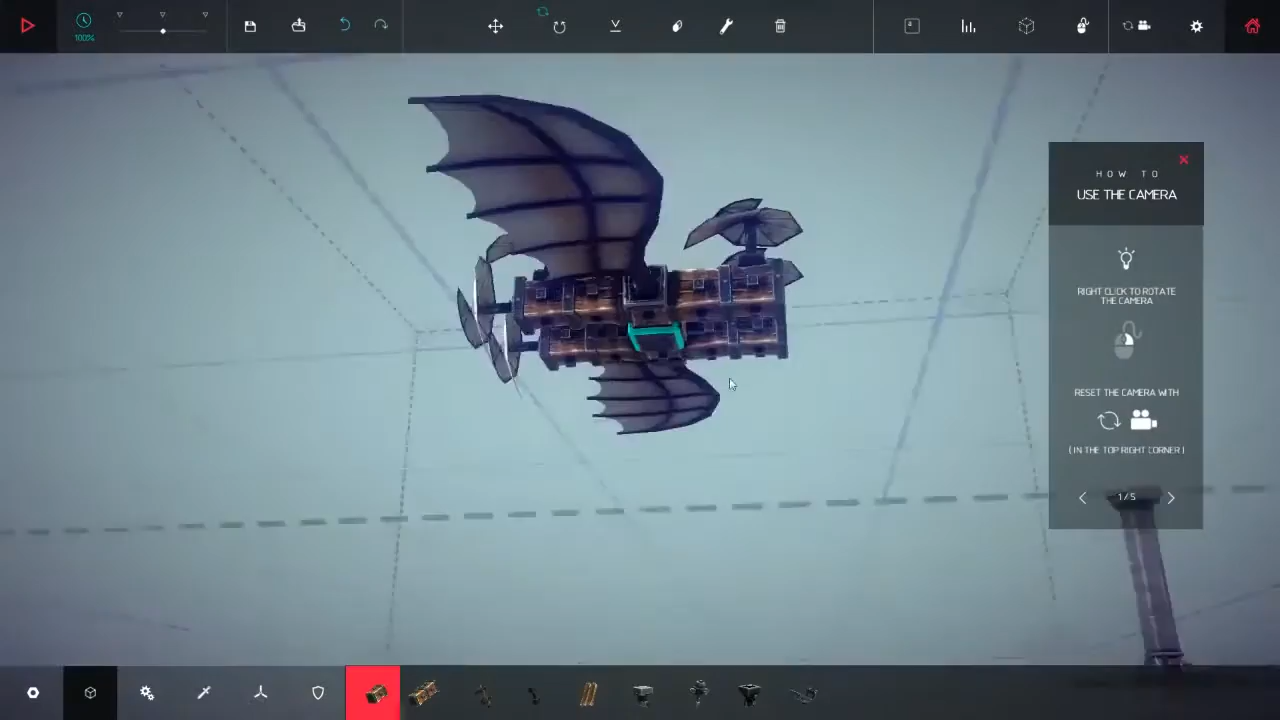 100%
HOW TO
USE THE CAMERA
RIGHT CLICK TO ROTATE
THE CAMERA
RESET THE CAMERA WITH
( IN THE TOP RIGHT CORNER )
1/5